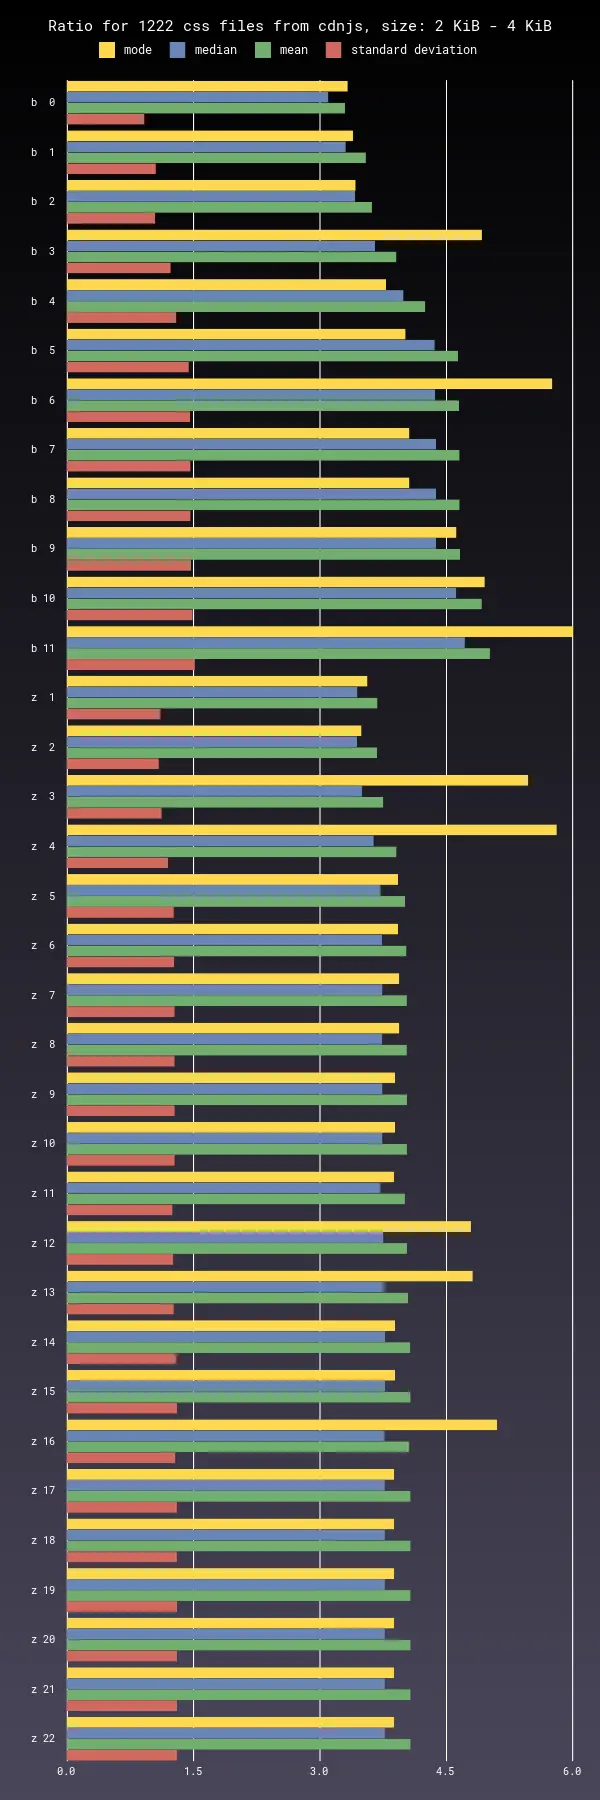 Ratio for 1222 css files from cdnjs, size: 2 KiB - 4 KiB
mode median mean standard deviation
b 0
b 1
b 2
b 3
b 4
b 5
b 6
b 7
b 8
b 9
b 10
b 11
z 1
z 2
z 3
z 4
z 5
z 6
z 7
z 8
z 9
z 10
z 11
z 12
z 13
z 14
z 15
z 16
z 17
z 18
z 19
z 20
z 21
z 22
0.0 1.5 3.0 4.5 6.0